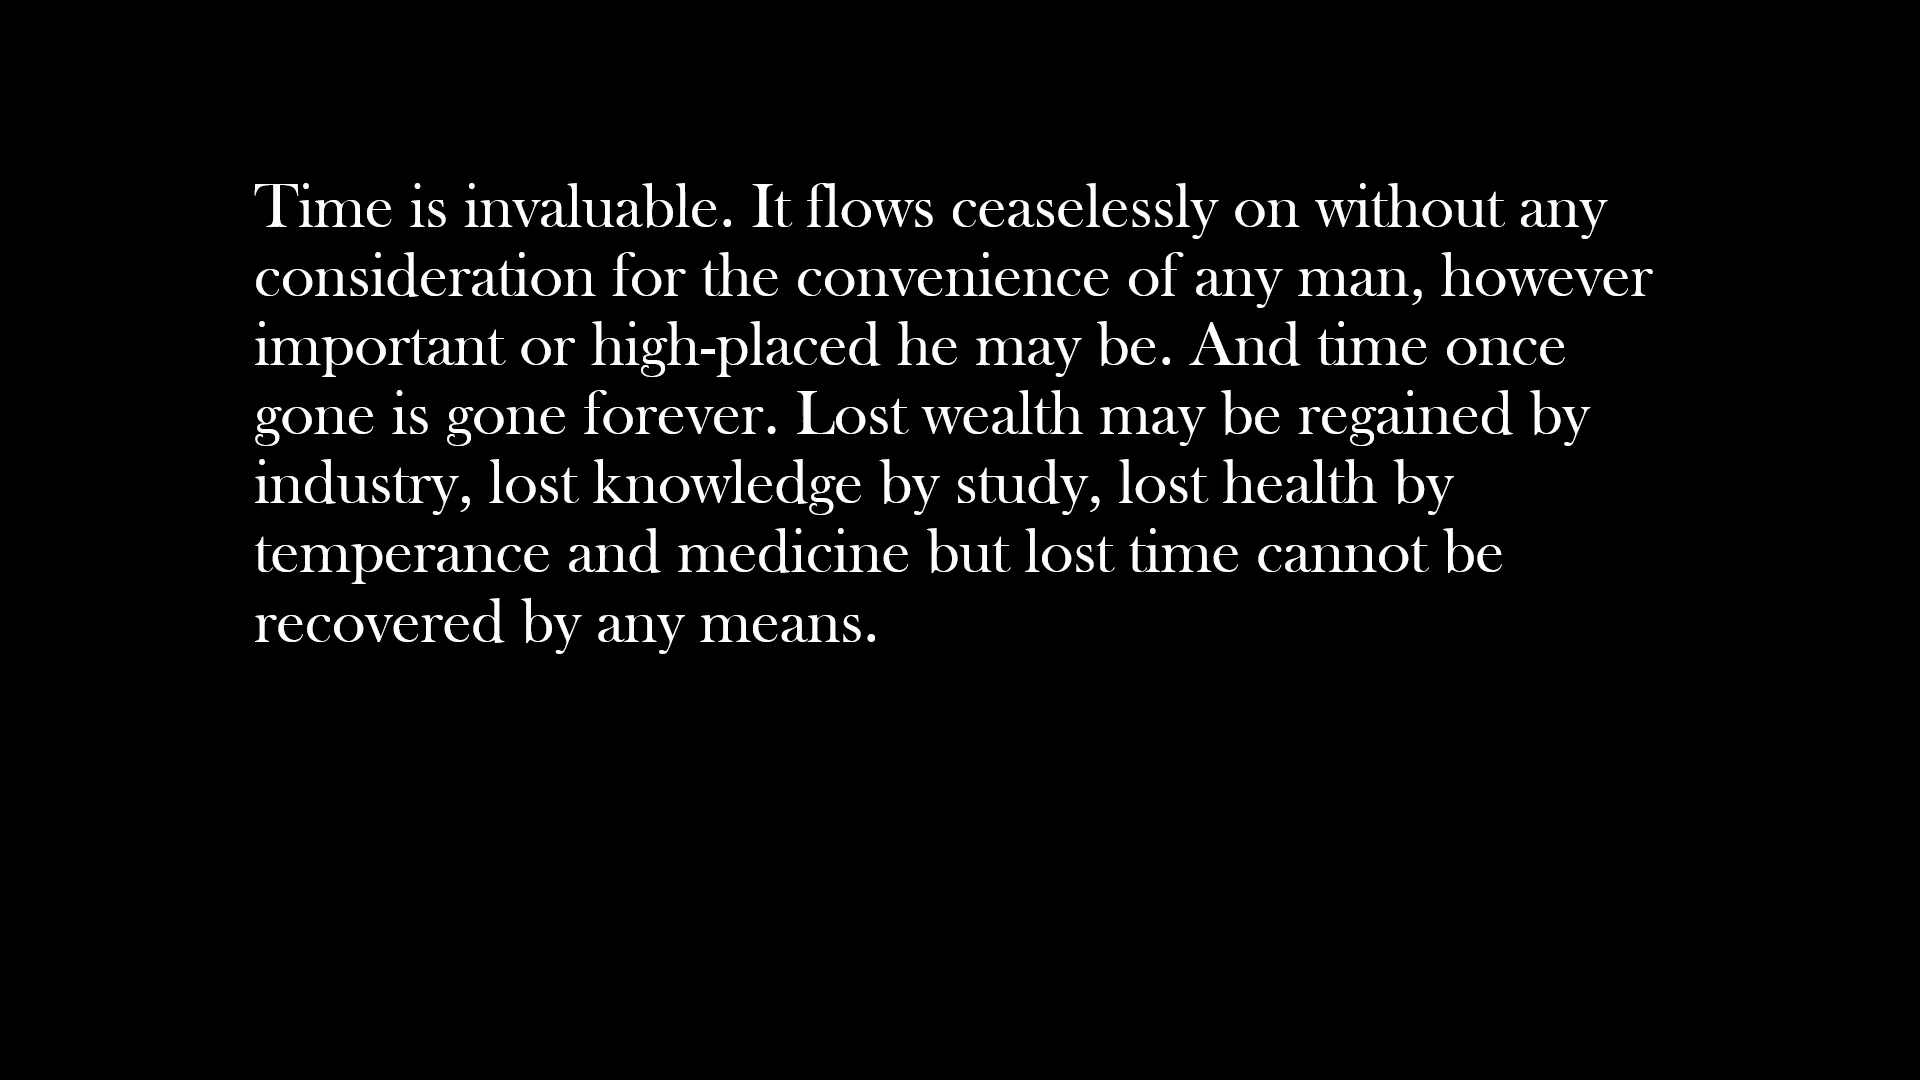 Time is invaluable. It flows ceaselessly on without any
consideration for the convenience of any man, however
important or high-placed he may be. And time once
gone is gone forever. Lost wealth may be regained by
industry, lost knowledge by study, lost health by
temperance and medicine but lost time cannot be
recovered by any means.